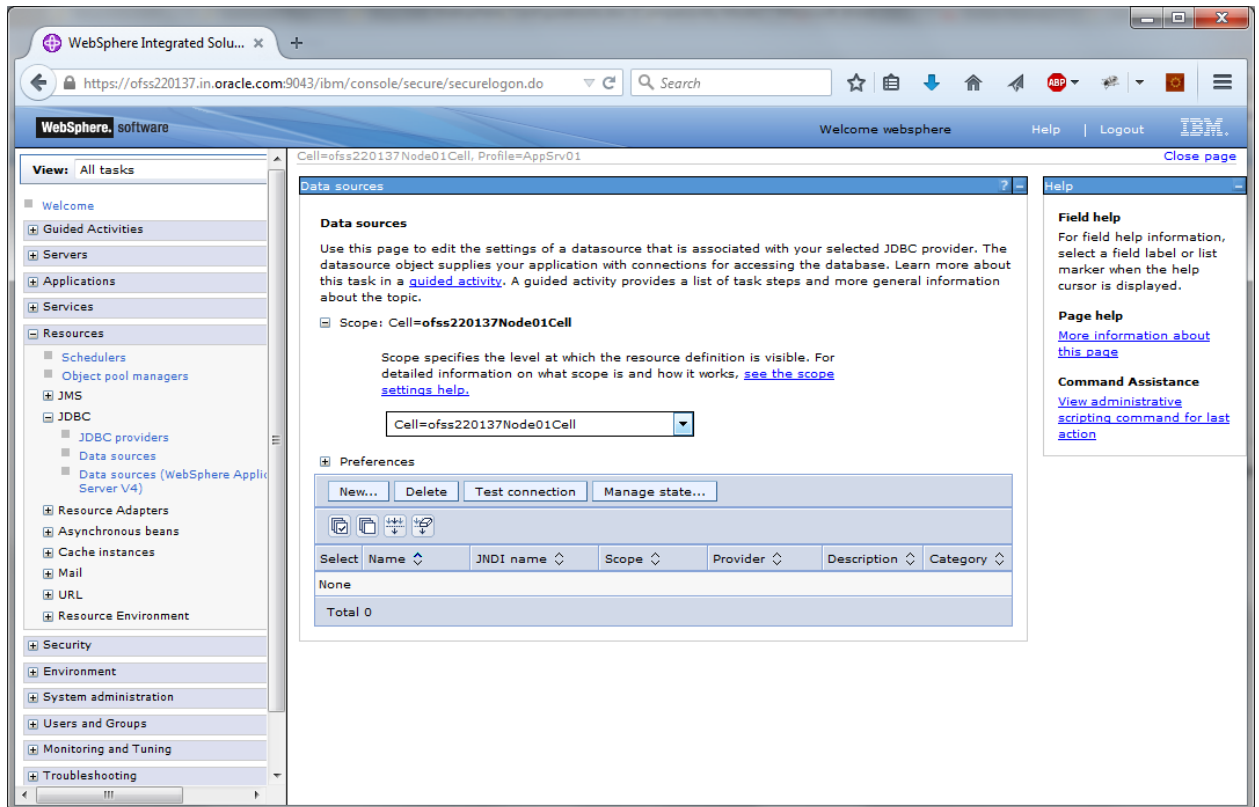 WebSphere Integrated Solu...
https://ofss220137.in.oracle.com:9043/ibm/console/secure/securelogon.do
Search
ABP
WebSphere. software
Welcome websphere
Help | Logout
IBM.
View: All tasks
Welcome
Guided Activities
Servers
Applications
Services
Resources
Schedulers
Object pool managers
JMS
JDBC
JDBC providers
Data sources
Data sources (WebSphere Applic
Server V4)
Resource Adapters
Asynchronous beans
Cache instances
Mail
URL
Resource Environment
Security
Environment
System administration
Users and Groups
Monitoring and Tuning
Troubleshooting
Cell=ofss220137Node01Cell, Profile=AppSrv01
Close page
Data sources
?
Data sources
Use this page to edit the settings of a datasource that is associated with your selected JDBC provider. The
datasource object supplies your application with connections for accessing the database. Learn more about
this task in a guided activity. A guided activity provides a list of task steps and more general information
about the topic.
Scope: Cell=ofss220137Node01Cell
Scope specifies the level at which the resource definition is visible. For
detailed information on what scope is and how it works, see the scope
settings help.
Cell=ofss220137Node01Cell
Preferences
New... Delete Test connection Manage state...
Select Name JNDI name Scope Provider Description Category
None
Total 0
Help
Field help
For field help information,
select a field label or list
marker when the help
cursor is displayed.
Page help
More information about
this page
Command Assistance
View administrative
scripting command for last
action